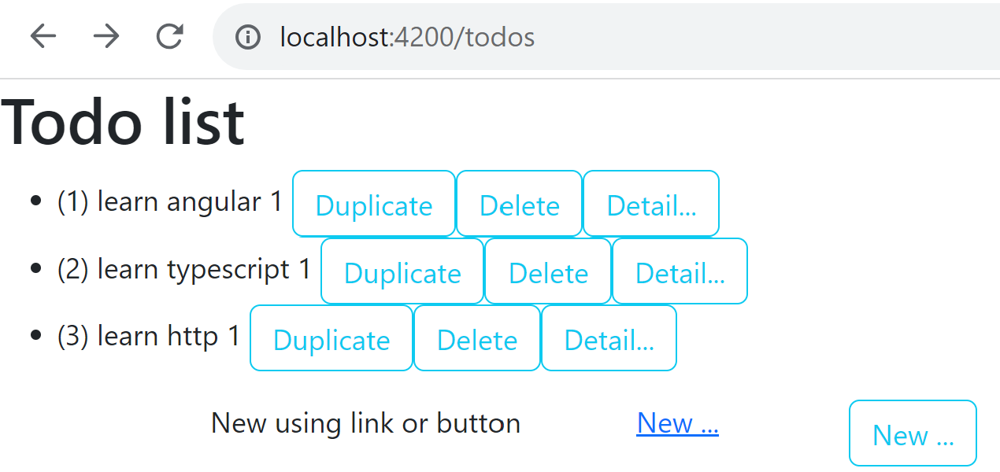 localhost:4200/todos
Todo list
(1) learn angular 1 Duplicate Delete Detail...
(2) learn typescript 1 Duplicate Delete Detail...
(3) learn http 1 Duplicate Delete Detail...
New using link or button New ... New ...